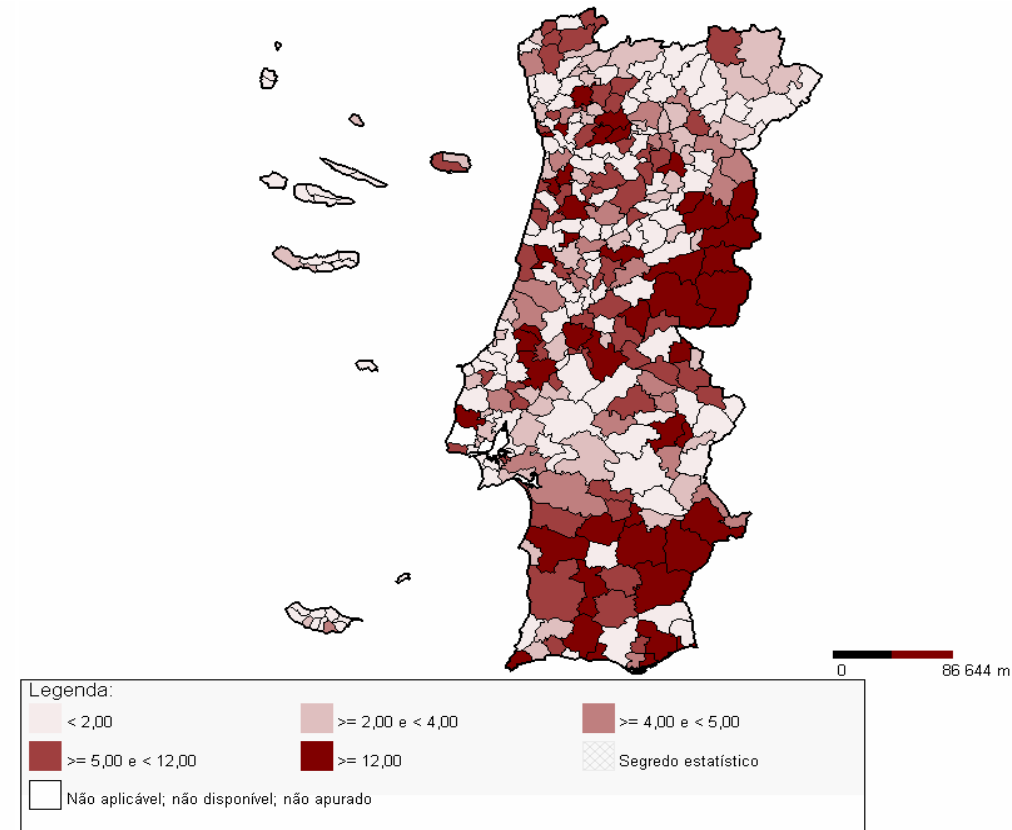 0 86 644 m
Legenda:
< 2,00 >= 2,00 e < 4,00 >= 4,00 e < 5,00
>= 5,00 e < 12,00 >= 12,00 Segredo estatístico
Não aplicável; não disponível; não apurado